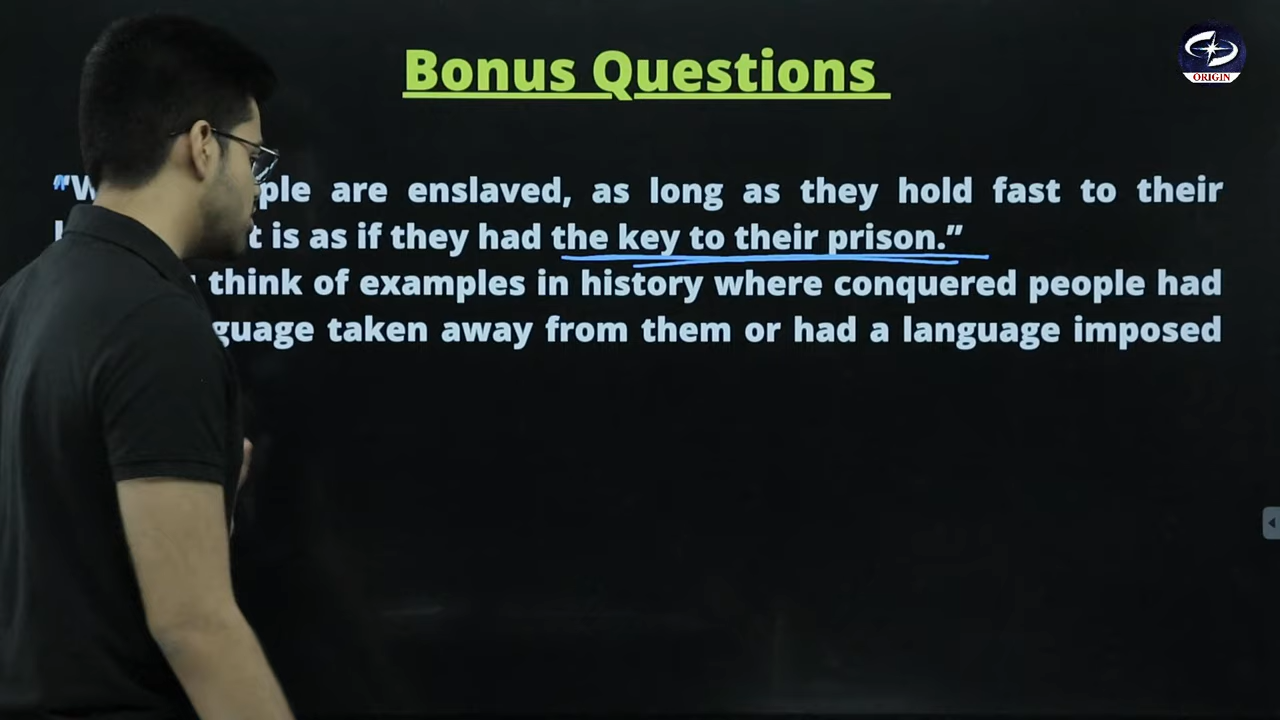 Bonus Questions
ORIGIN
are enslaved, as long as they hold fast to their
is as if they had the key to their prison.”
think of examples in history where conquered people had
taken away from them or had a language imposed